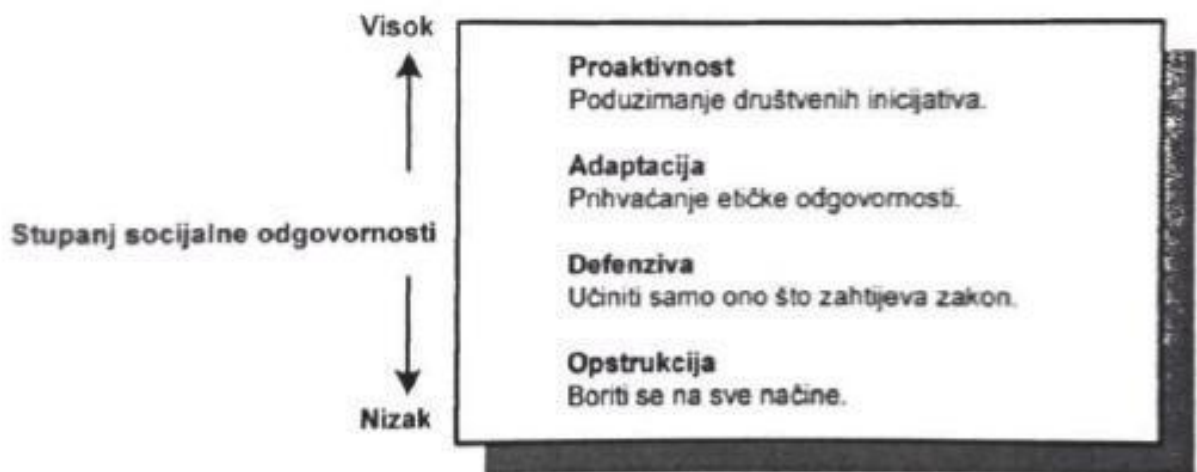 Visok
Proaktivnost
Poduzimanje društvenih inicijativa.
Adaptacija
Prihvaćanje etičke odgovornosti.
Stupanj socijalne odgovornosti
Defenziva
Učiniti samo ono što zahtijeva zakon.
Opstrukcija
Boriti se na sve načine.
Nizak